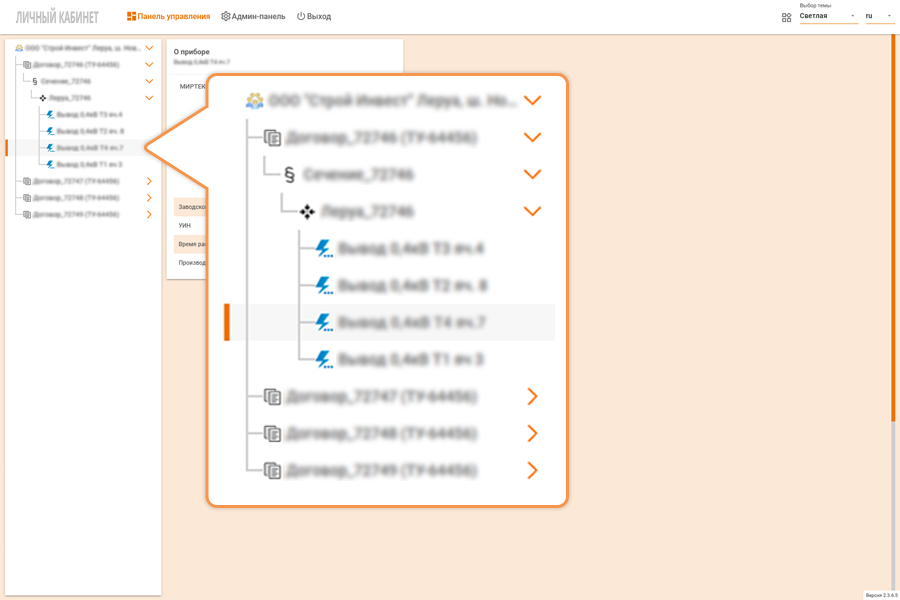 ЛИЧНЫЙ КАБИНЕТ
Панель управления
Админ-панель
Выход
Выбор темы
Светлая
ru
ООО "Строй Инвест" Леруа, ш. Нов...
Договор_72746 (ТУ-64456)
Сечение_72746
Леруа_72746
Вывод 0,4кВ Т3 яч.4
Вывод 0,4кВ Т2 яч. 8
Вывод 0,4кВ Т4 яч.7
Вывод 0,4кВ Т1 яч 3
Договор_72747 (ТУ-64456)
Договор_72748 (ТУ-64456)
Договор_72749 (ТУ-64456)
О приборе
Вывод 0,4кВ Т4 яч.7
МИРТЕК
Заводско
УИН
Время ра
Производ
ООО "Строй Инвест" Леруа, ш. Но...
Договор_72746 (ТУ-64456)
Сечение_72746
Леруа_72746
Вывод 0,4кВ Т3 яч.4
Вывод 0,4кВ Т2 яч. 8
Вывод 0,4кВ Т4 яч.7
Вывод 0,4кВ Т1 яч 3
Договор_72747 (ТУ-64456)
Договор_72748 (ТУ-64456)
Договор_72749 (ТУ-64456)
Версия 2.3.6.5